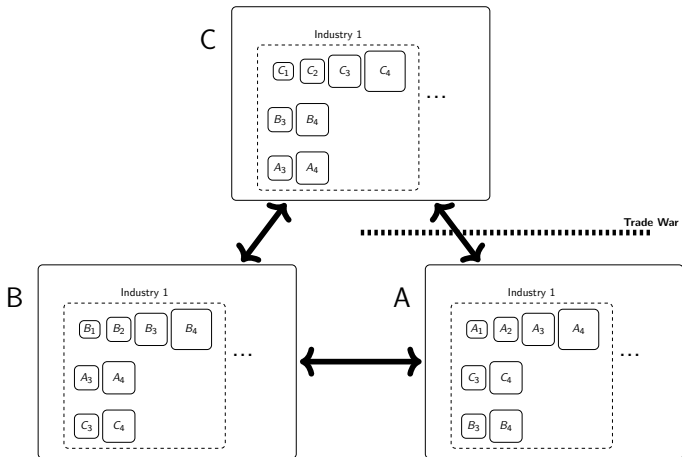 C
Industry 1
C1 C2 C3 C4
...
B3 B4
A3 A4
Trade War
B
Industry 1
B1 B2 B3 B4
...
A3 A4
C3 C4
A
Industry 1
A1 A2 A3 A4
...
C3 C4
B3 B4